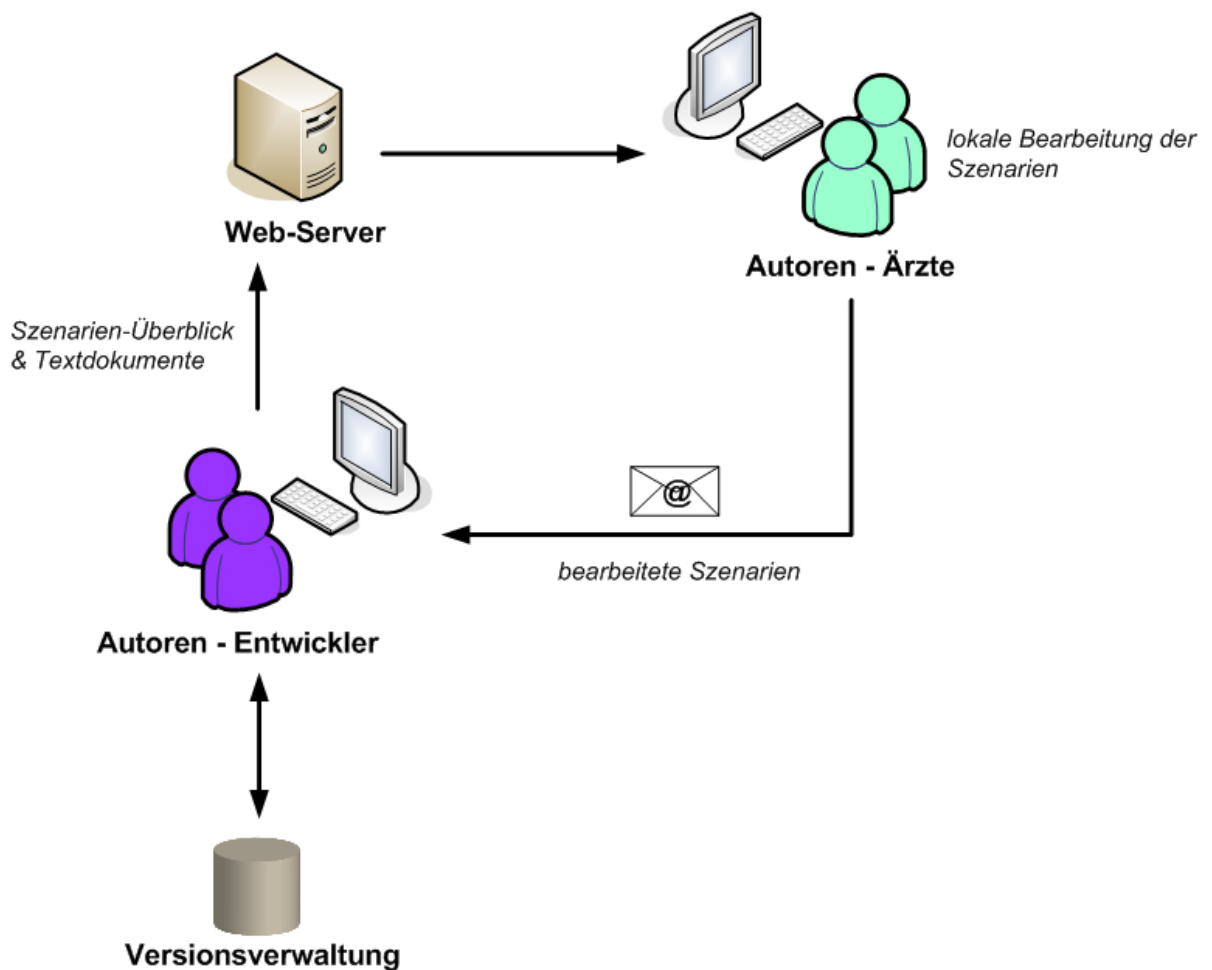 lokale Bearbeitung der
Szenarien
Web-Server
Autoren - Ärzte
Szenarien-Überblick
& Textdokumente
@
bearbeitete Szenarien
Autoren - Entwickler
Versionsverwaltung